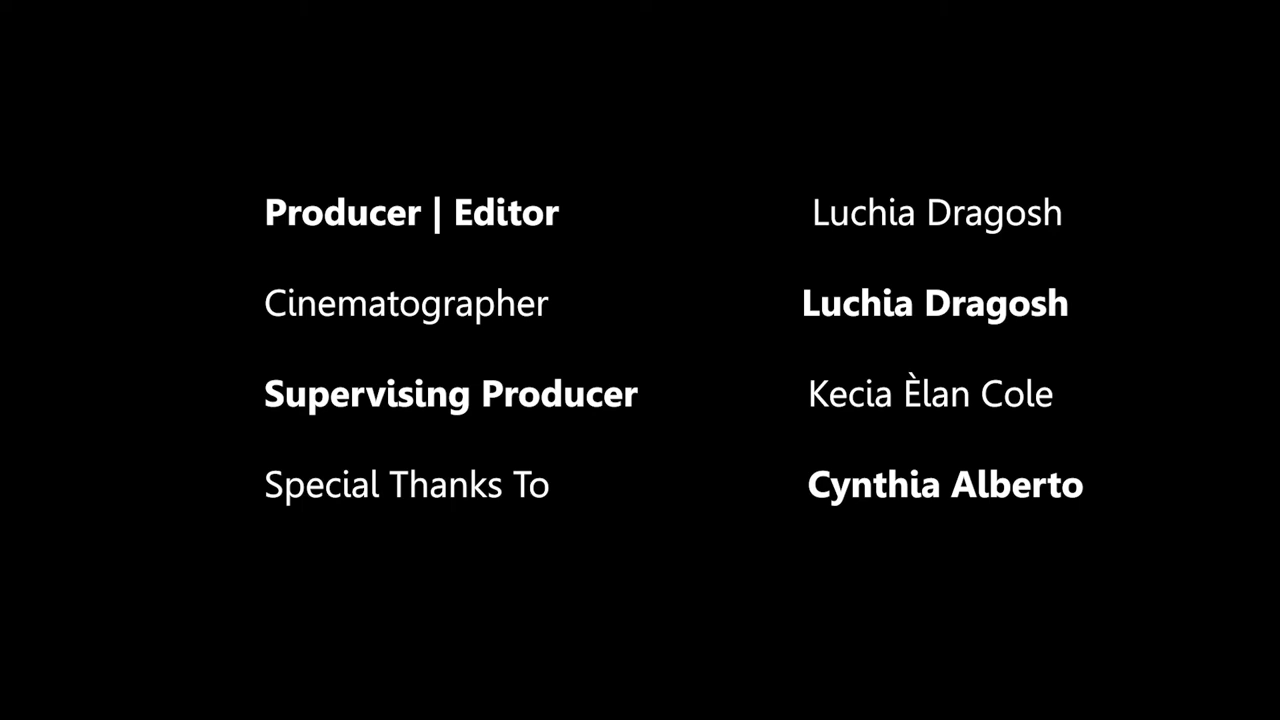 Producer | Editor Luchia Dragosh
Cinematographer Luchia Dragosh
Supervising Producer Kecia Èlan Cole
Special Thanks To Cynthia Alberto